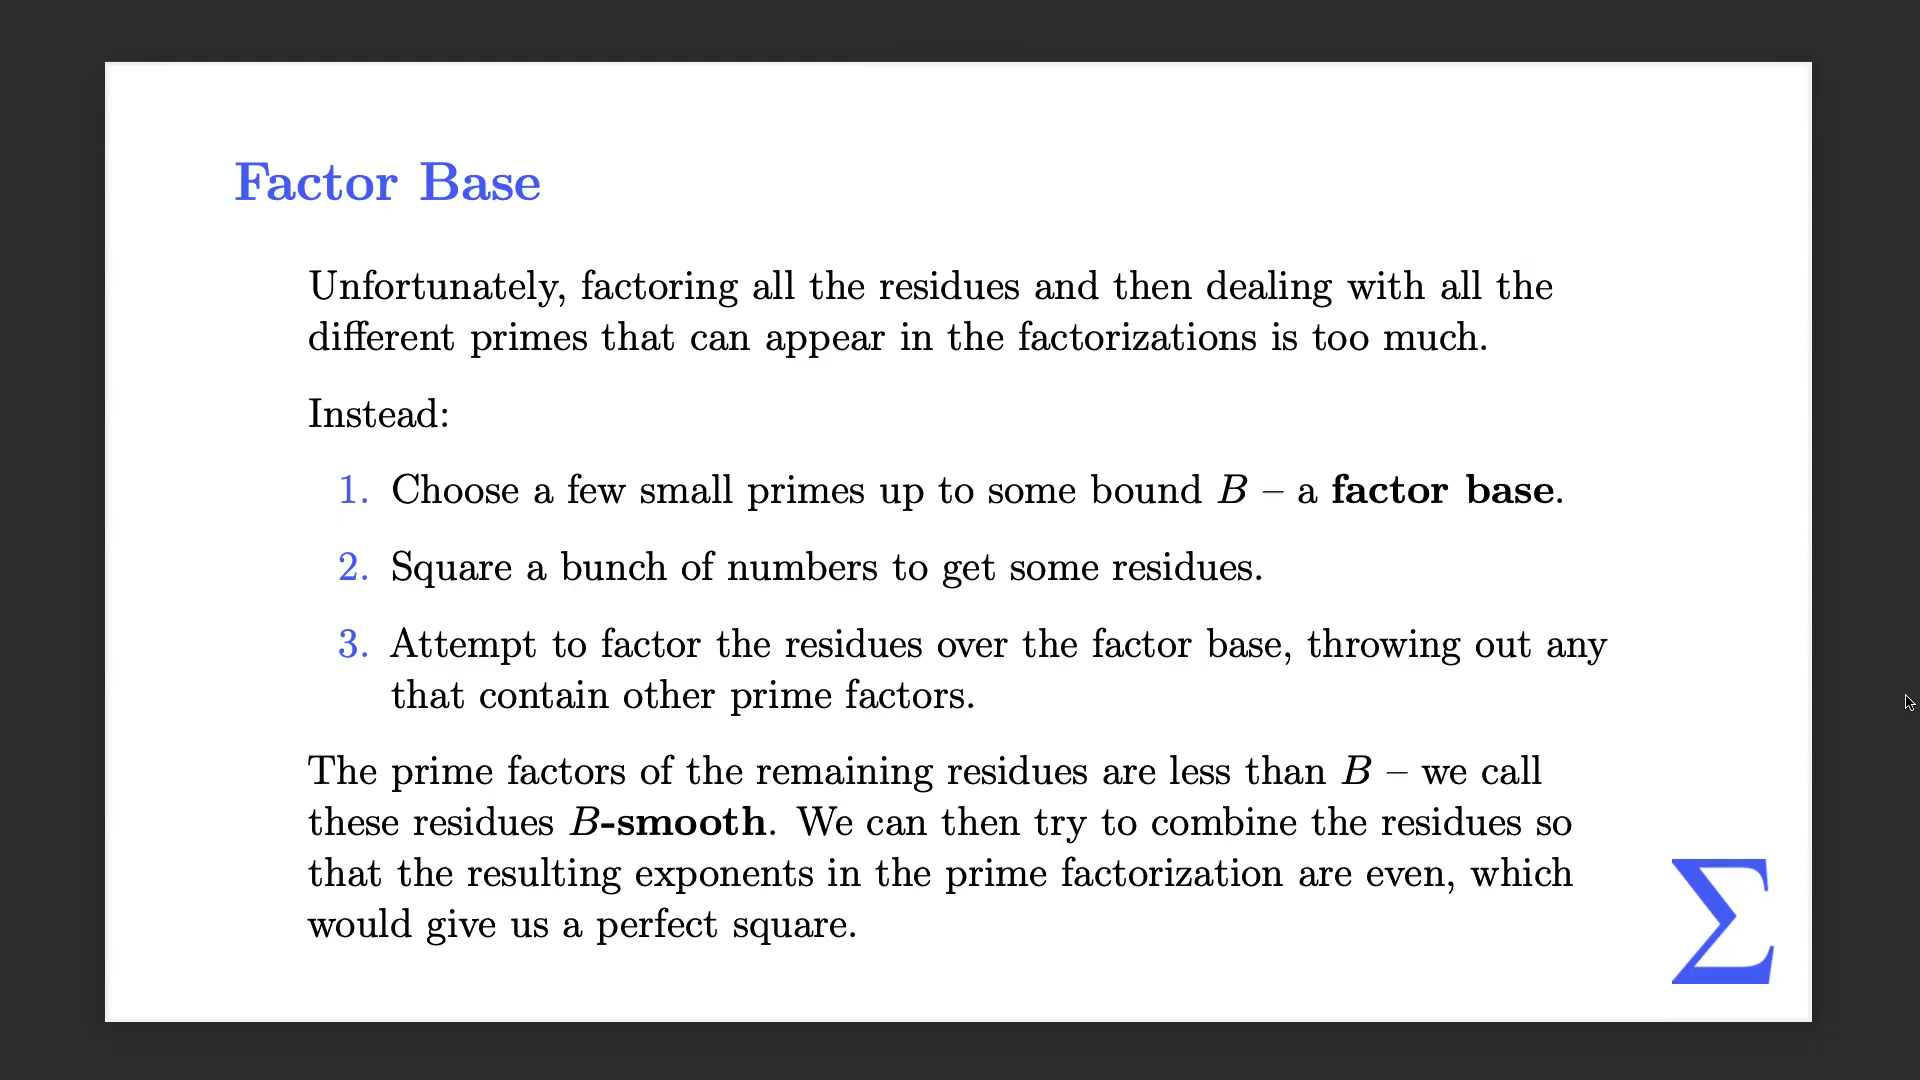 Factor Base
Unfortunately, factoring all the residues and then dealing with all the
different primes that can appear in the factorizations is too much.
Instead:
1. Choose a few small primes up to some bound B – a factor base.
2. Square a bunch of numbers to get some residues.
3. Attempt to factor the residues over the factor base, throwing out any
that contain other prime factors.
The prime factors of the remaining residues are less than B – we call
these residues B-smooth. We can then try to combine the residues so
that the resulting exponents in the prime factorization are even, which
would give us a perfect square.
Σ